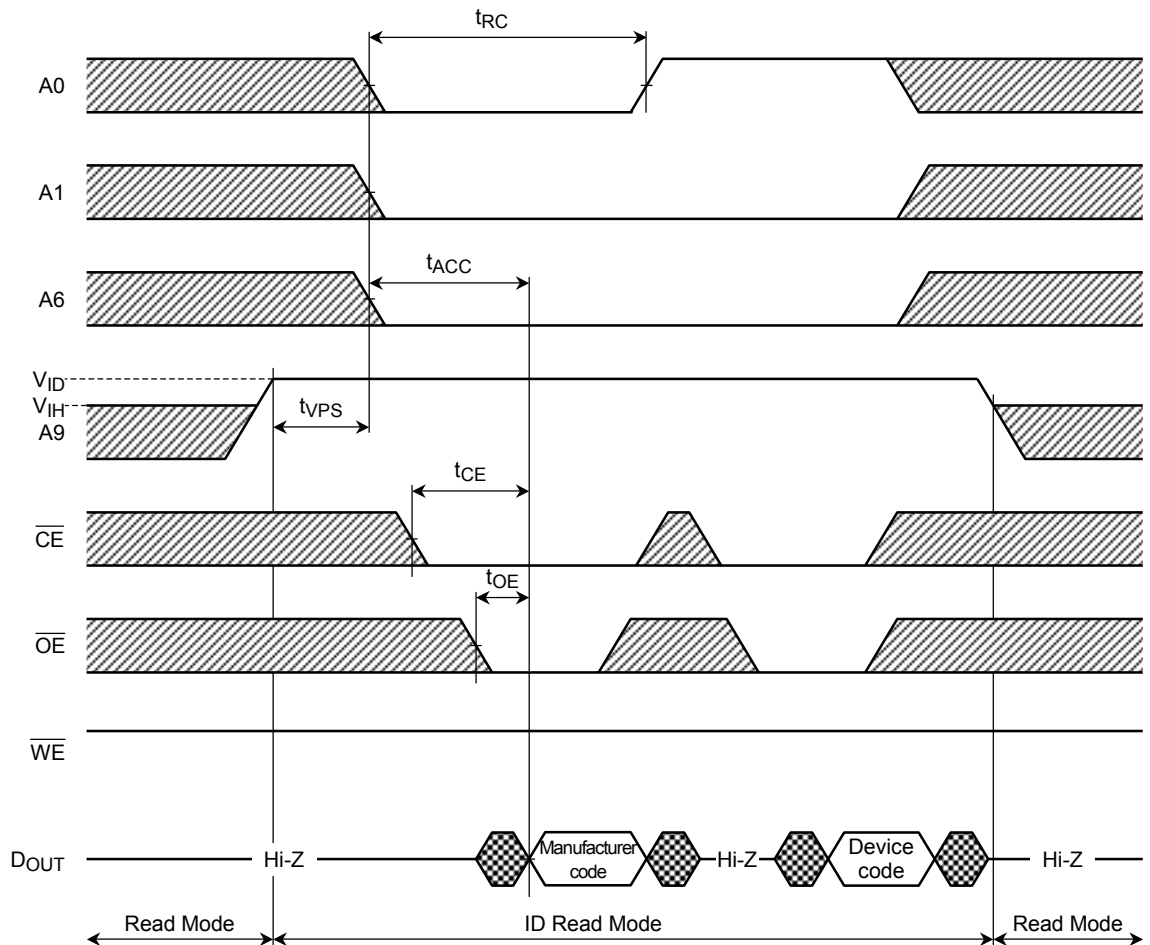 tRC
A0
A1
tACC
A6
VID
VIH
tVPS
A9
tCE
CE
tOE
OE
WE
DOUT Hi-Z Manufacturer code Hi-Z Device code Hi-Z
Read Mode ID Read Mode Read Mode